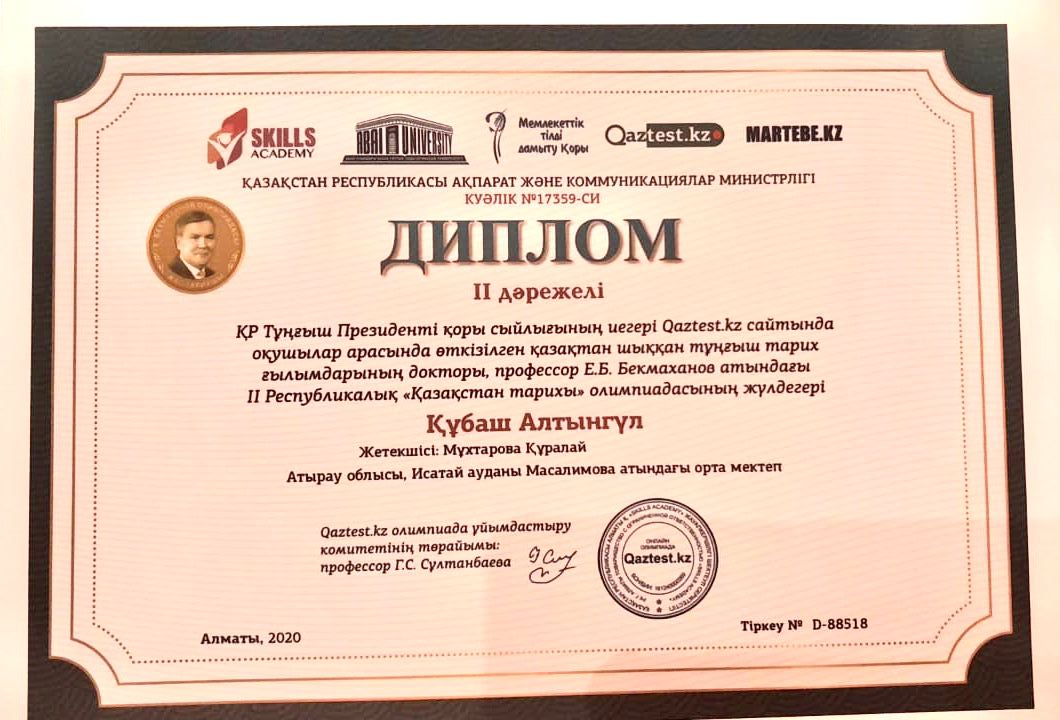 SKILLS
ACADEMY
ABAI UNIVERSITY
Мемлекеттік
тілді
дамыту Қоры
Qaztest.kz
MARTEBE.KZ
ҚАЗАҚСТАН РЕСПУБЛИКАСЫ АҚПАРАТ ЖӘНЕ КОММУНИКАЦИЯЛАР МИНИСТРЛІГІ
КУӘЛІК №17359-СИ
ДИПЛОМ
II дәрежелі
ҚР Тұңғыш Президенті қоры сыйлығының иегері Qaztest.kz сайтында
оқушылар арасында өткізілген қазақтан шыққан тұңғыш тарих
ғылымдарының докторы, профессор Е.Б. Бекмаханов атындағы
II Республикалық «Қазақстан тарихы» олимпиадасының жүлдегері
Құбаш Алтынгүл
Жетекшісі: Мұхтарова Құралай
Атырау облысы, Исатай ауданы Масалимова атындағы орта мектеп
Qaztest.kz олимпиада ұйымдастыру
комитетінің төрайымы:
профессор Г.С. Султанбаева
ОНЛАЙН
ОЛИМПИАДА
Qaztest.kz
Тіркеу № D-88518
Алматы, 2020